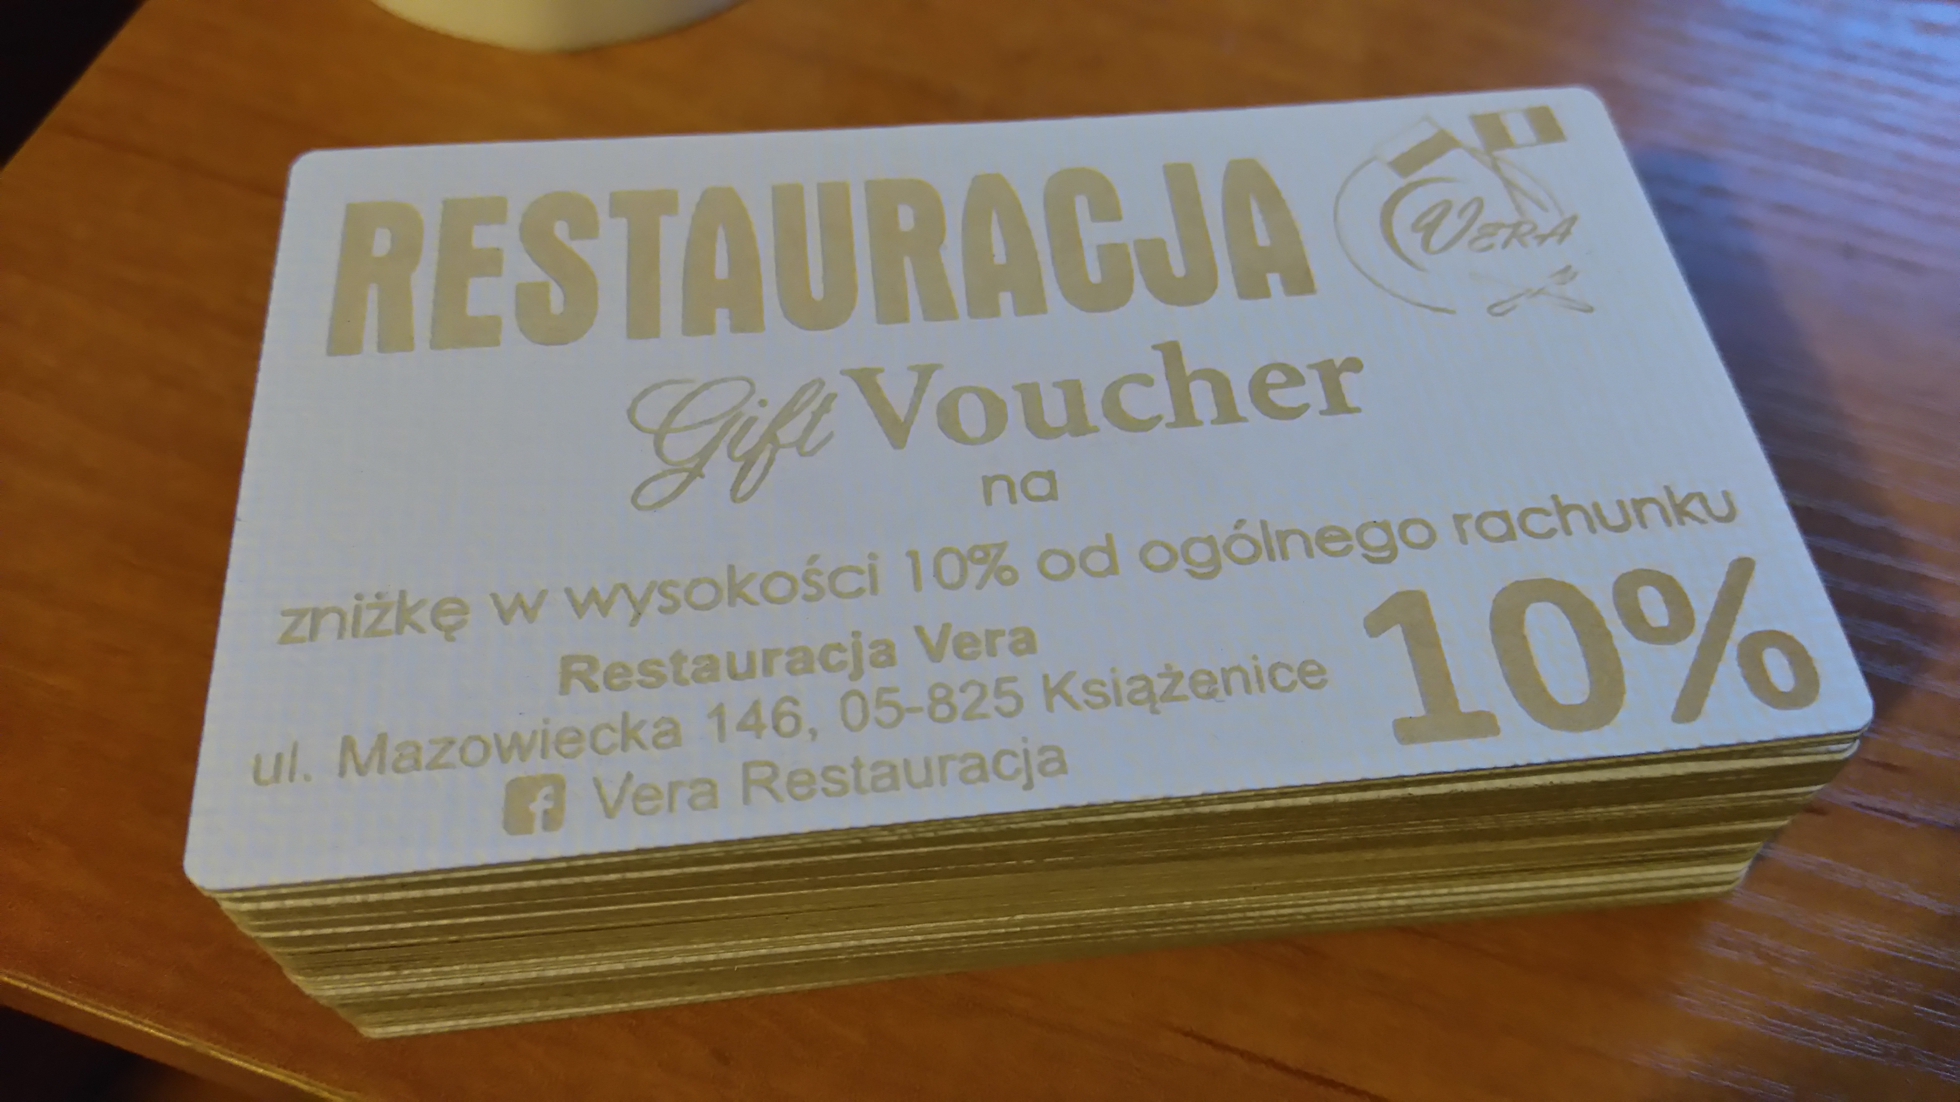 RESTAURACJA
VERA
Gift Voucher
na
zniżkę w wysokości 10% od ogólnego rachunku
Restauracja Vera
ul. Mazowiecka 146, 05-825 Książenice
Vera Restauracja
10%